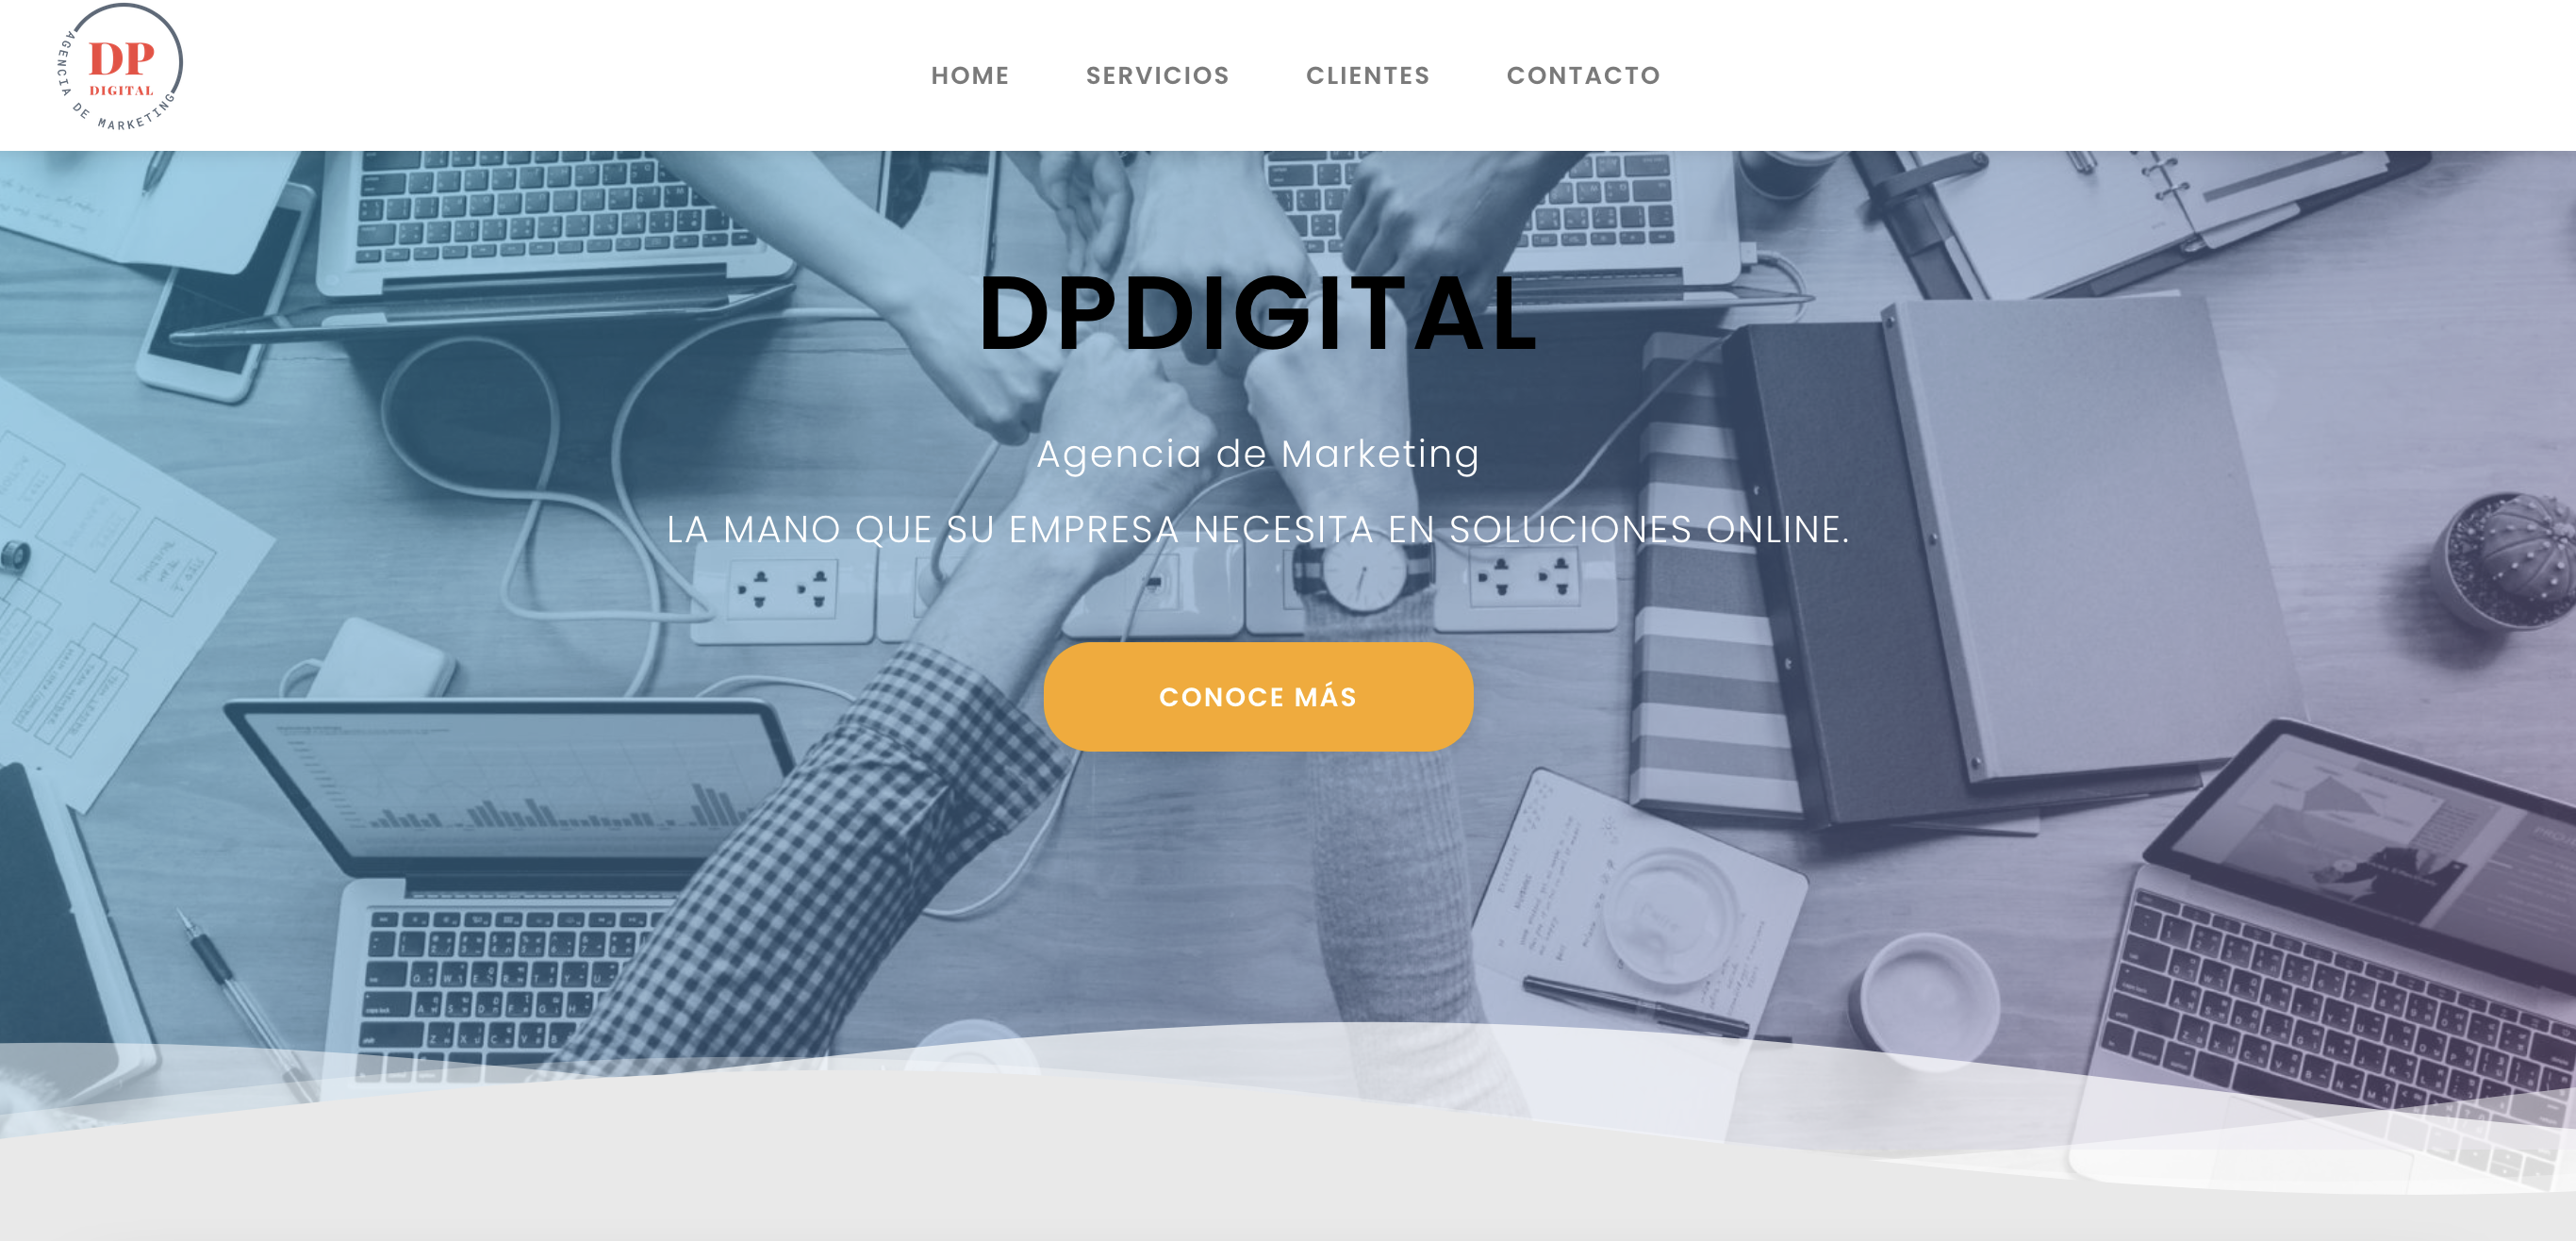 DP
DIGITAL
AGENCIA DE MARKETING
HOME
SERVICIOS
CLIENTES
CONTACTO
DPDIGITAL
Agencia de Marketing
LA MANO QUE SU EMPRESA NECESITA EN SOLUCIONES ONLINE.
CONOCE MÁS